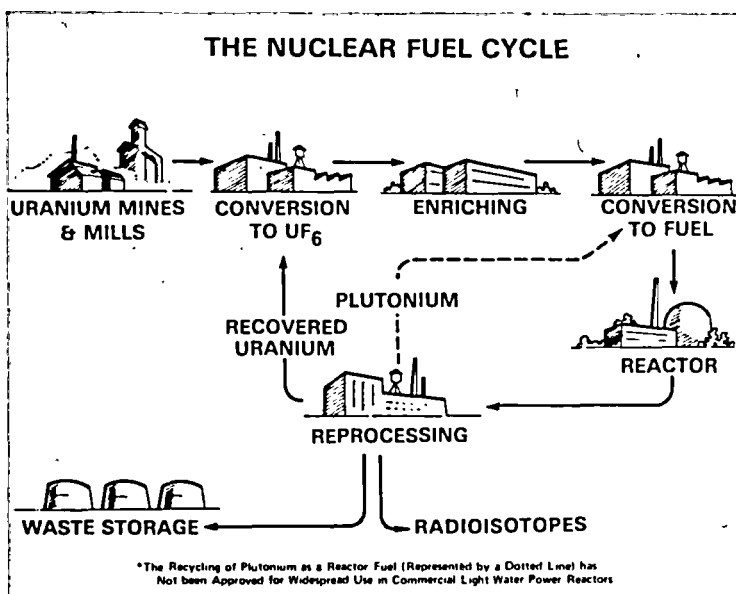 THE NUCLEAR FUEL CYCLE
URANIUM MINES
& MILLS
CONVERSION
TO UF₆
ENRICHING
CONVERSION
TO FUEL
PLUTONIUM
RECOVERED
URANIUM
REACTOR
REPROCESSING
WASTE STORAGE
RADIOISOTOPES
*The Recycling of Plutonium as a Reactor Fuel (Represented by a Dotted Line) has
Not been Approved for Widespread Use in Commercial Light Water Power Reactors